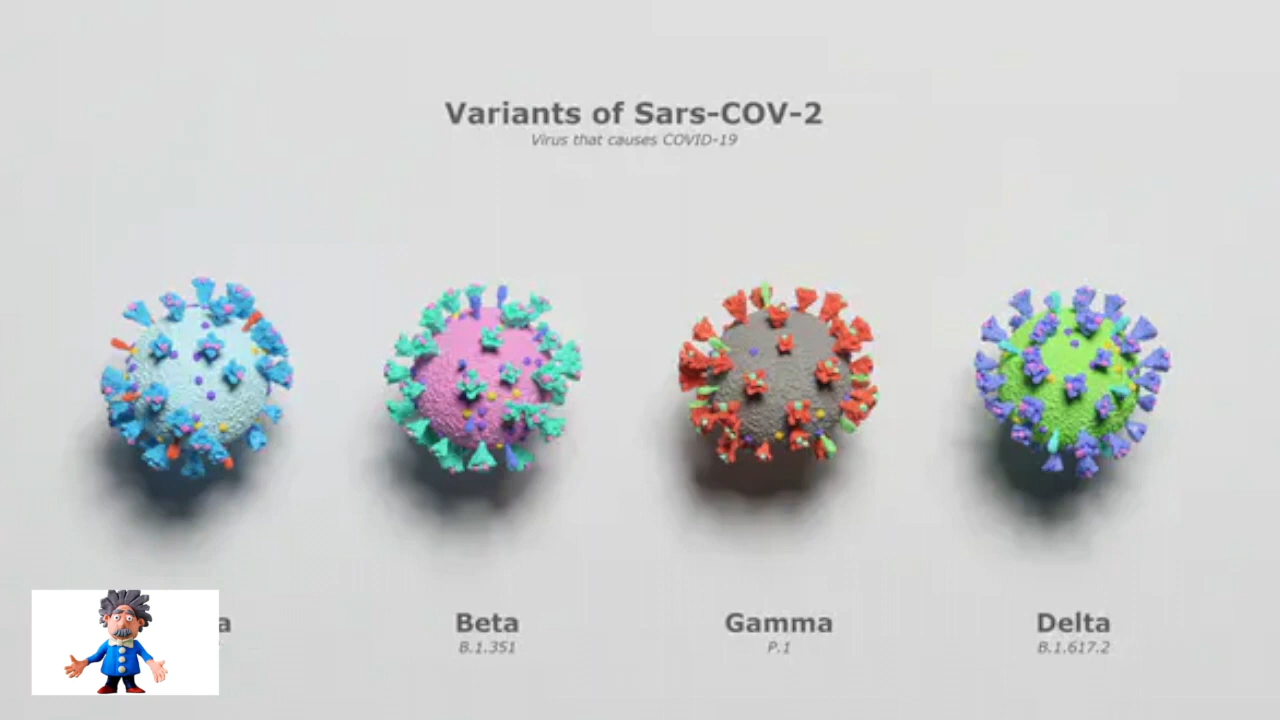 Variants of Sars-COV-2
Virus that causes COVID-19
a
Beta
Gamma
Delta
B.1.351
P.1
B.1.617.2